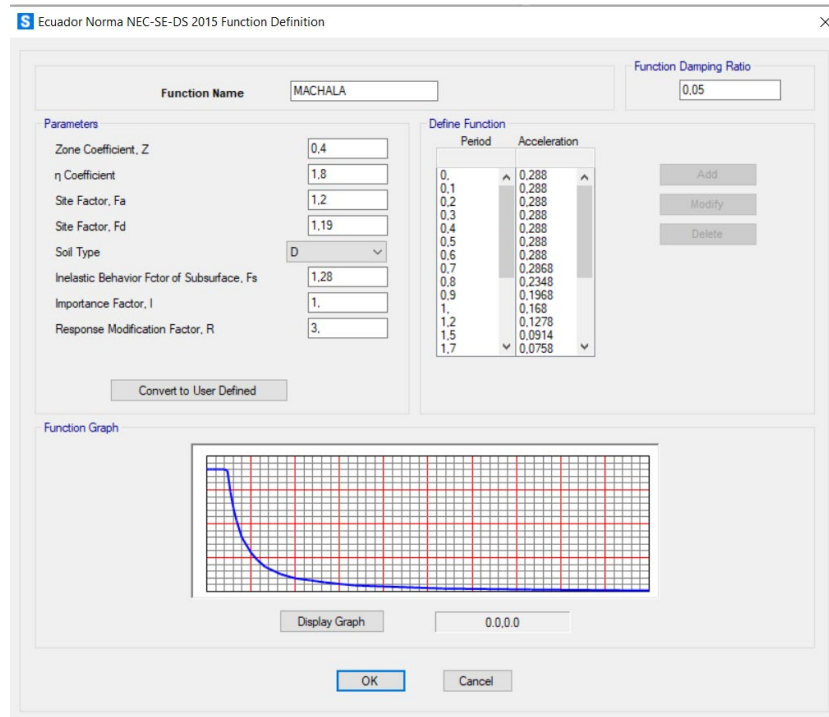 S Ecuador Norma NEC-SE-DS 2015 Function Definition
Function Name MACHALA
Function Damping Ratio
0,05
Parameters
Zone Coefficient, Z 0,4
η Coefficient 1,8
Site Factor, Fa 1,2
Site Factor, Fd 1,19
Soil Type D
Inelastic Behavior Fctor of Subsurface, Fs 1,28
Importance Factor, I 1,
Response Modification Factor, R 3,
Convert to User Defined
Define Function
Period Acceleration
0, 0,288
0,1 0,288
0,2 0,288
0,3 0,288
0,4 0,288
0,5 0,288
0,6 0,288
0,7 0,2868
0,8 0,2348
0,9 0,1968
1, 0,168
1,2 0,1278
1,5 0,0914
1,7 0,0758
Add
Modify
Delete
Function Graph
Display Graph 0.0,0.0
OK Cancel